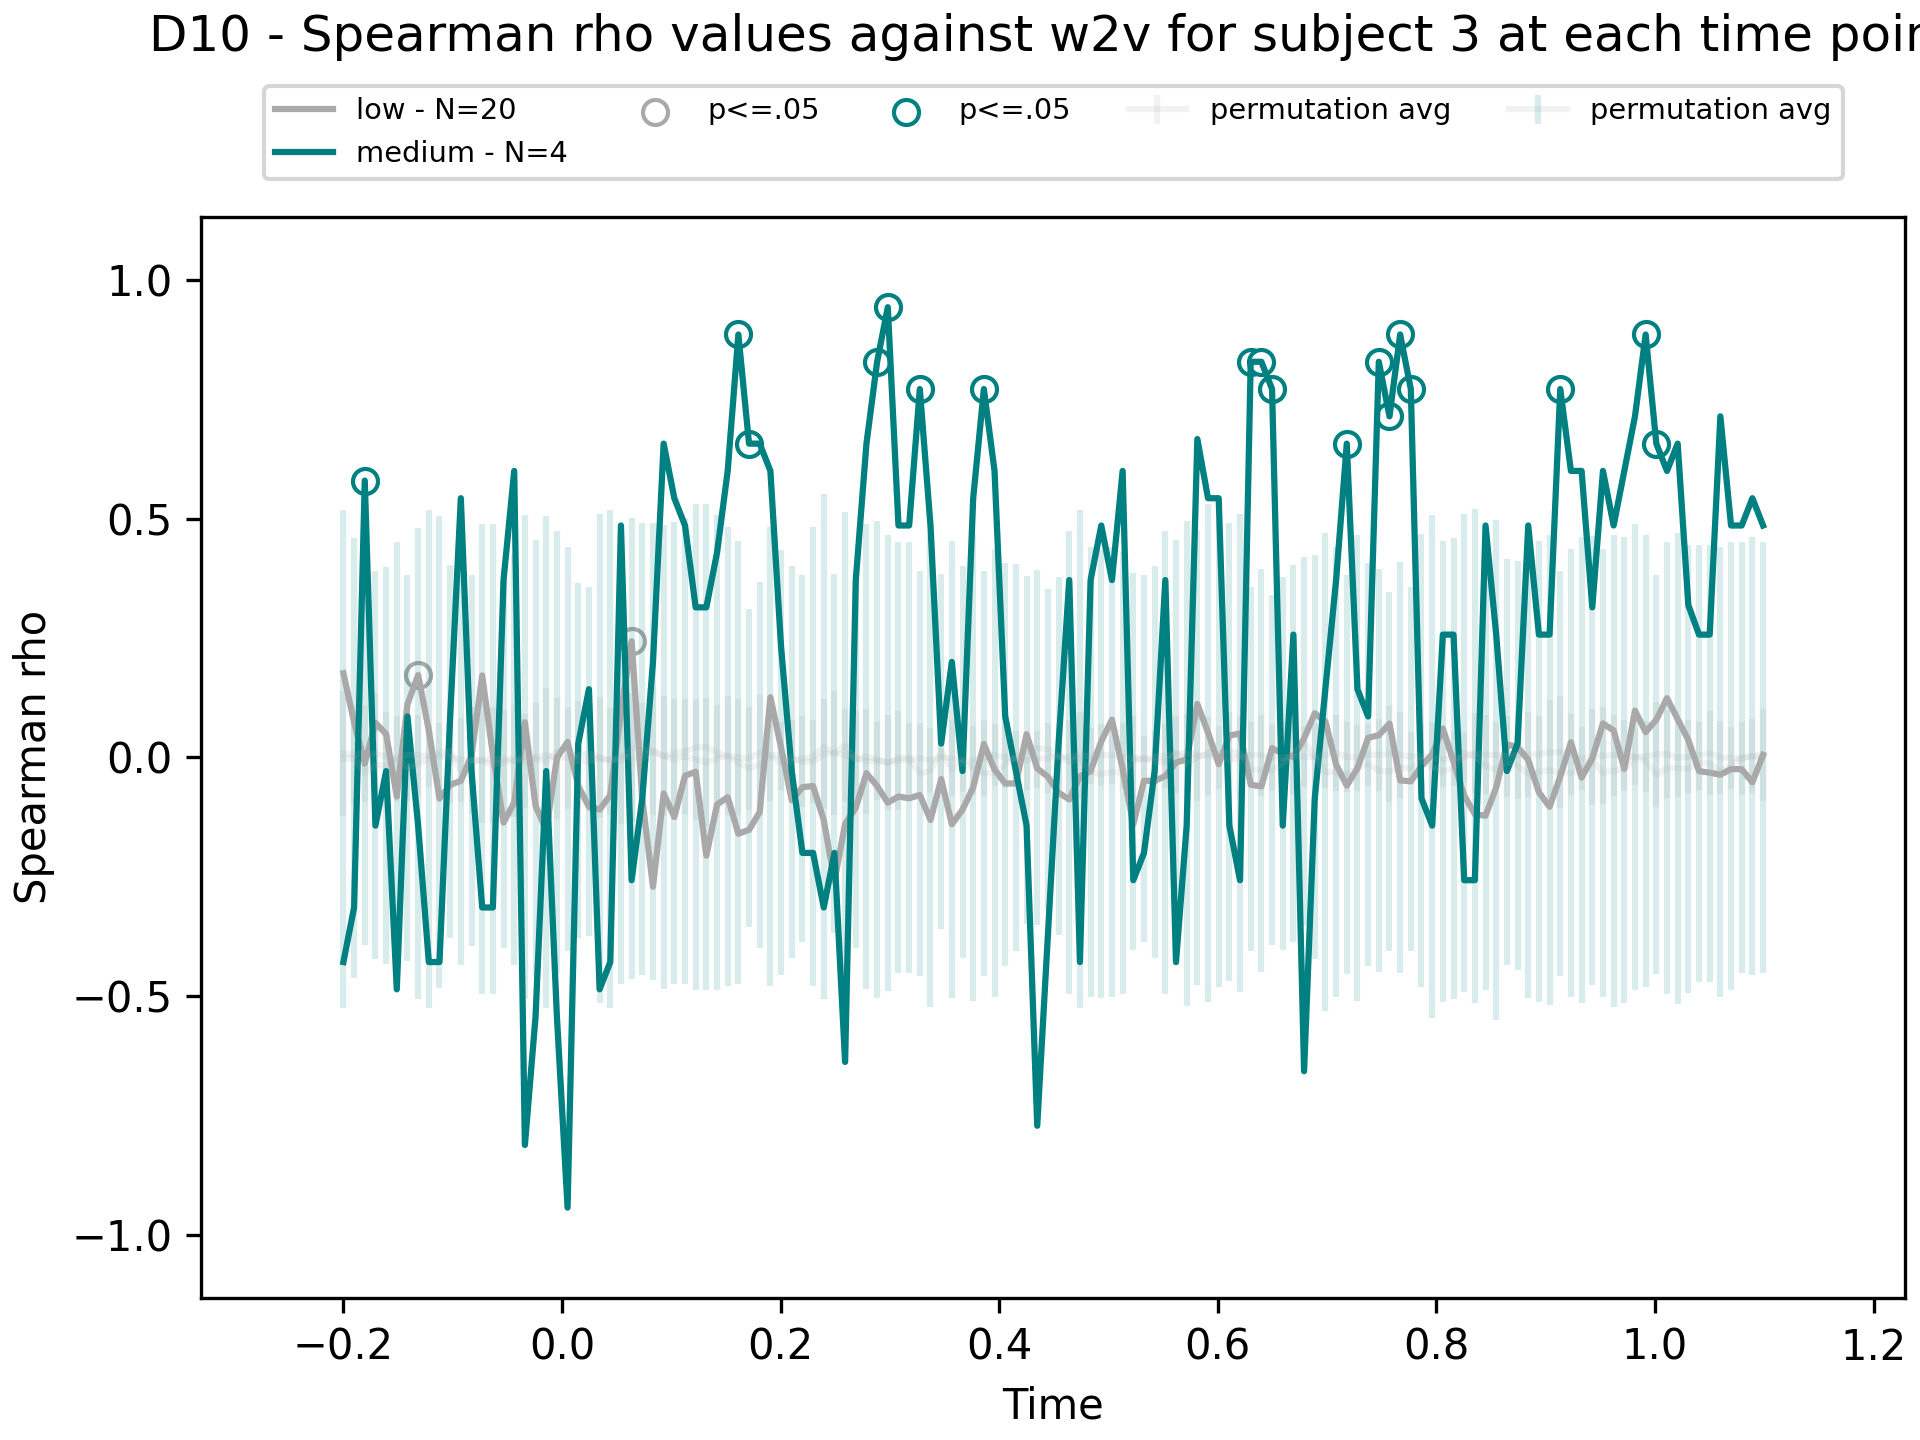 D10 - Spearman rho values against w2v for subject 3 at each time poin
low - N=20
medium - N=4
p<=.05
p<=.05
permutation avg
permutation avg
Spearman rho
1.0
0.5
0.0
−0.5
−1.0
−0.2 0.0 0.2 0.4 0.6 0.8 1.0 1.2
Time